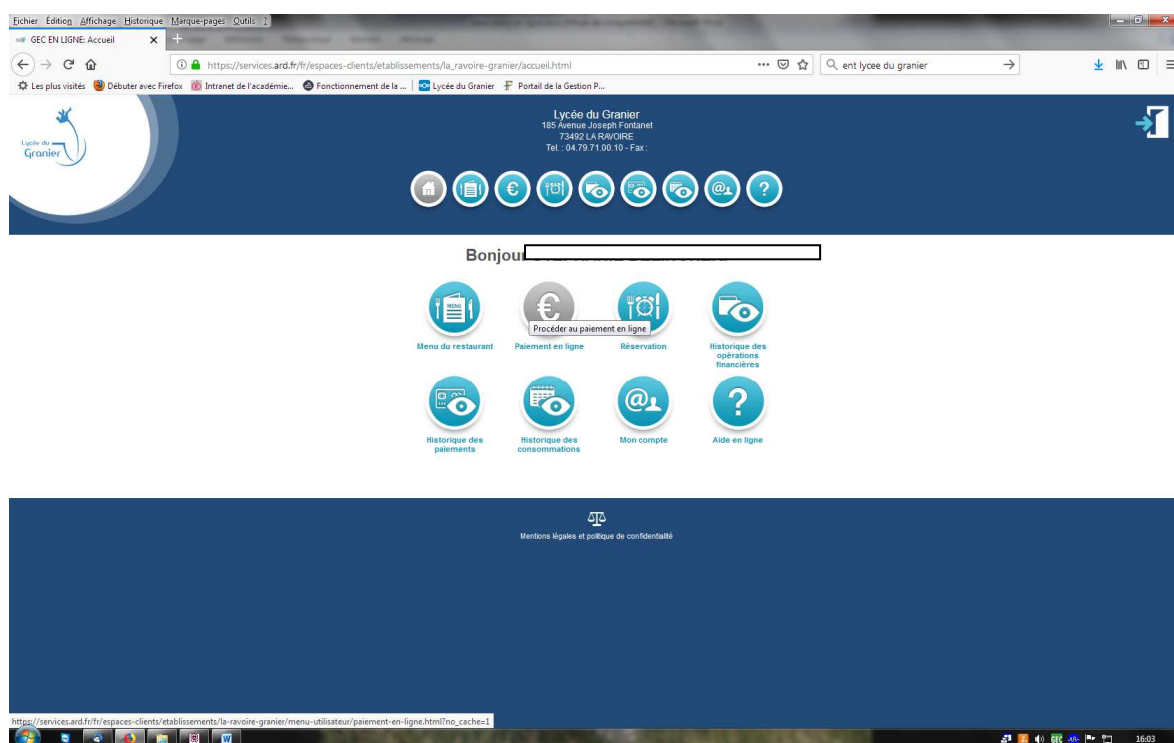 Fichier Édition Affichage Historique Marque-pages Outils ?
GEC EN LIGNE: Accueil
https://services.ard.fr/fr/espaces-clients/etablissements/la_ravoire-granier/accueil.html
ent lycee du granier
Les plus visités Débuter avec Firefox Intranet de l'académie... Fonctionnement de la ... Lycée du Granier Portail de la Gestion P...
Lycée du
Granier
Lycée du Granier
185 Avenue Joseph Fontanet
73492 LA RAVOIRE
Tel. : 04.79.71.00.10 - Fax :
€ @ ?
Bonjour
MENU
€
Procéder au paiement en ligne
Menu du restaurant Paiement en ligne Réservation Historique des
opérations
financières
@ ?
Historique des
paiements
Historique des
consommations
Mon compte Aide en ligne
Mentions légales et politique de confidentialité
https://services.ard.fr/fr/espaces-clients/etablissements/la-ravoire-granier/menu-utilisateur/paiement-en-ligne.html?no_cache=1
GEC
16:03